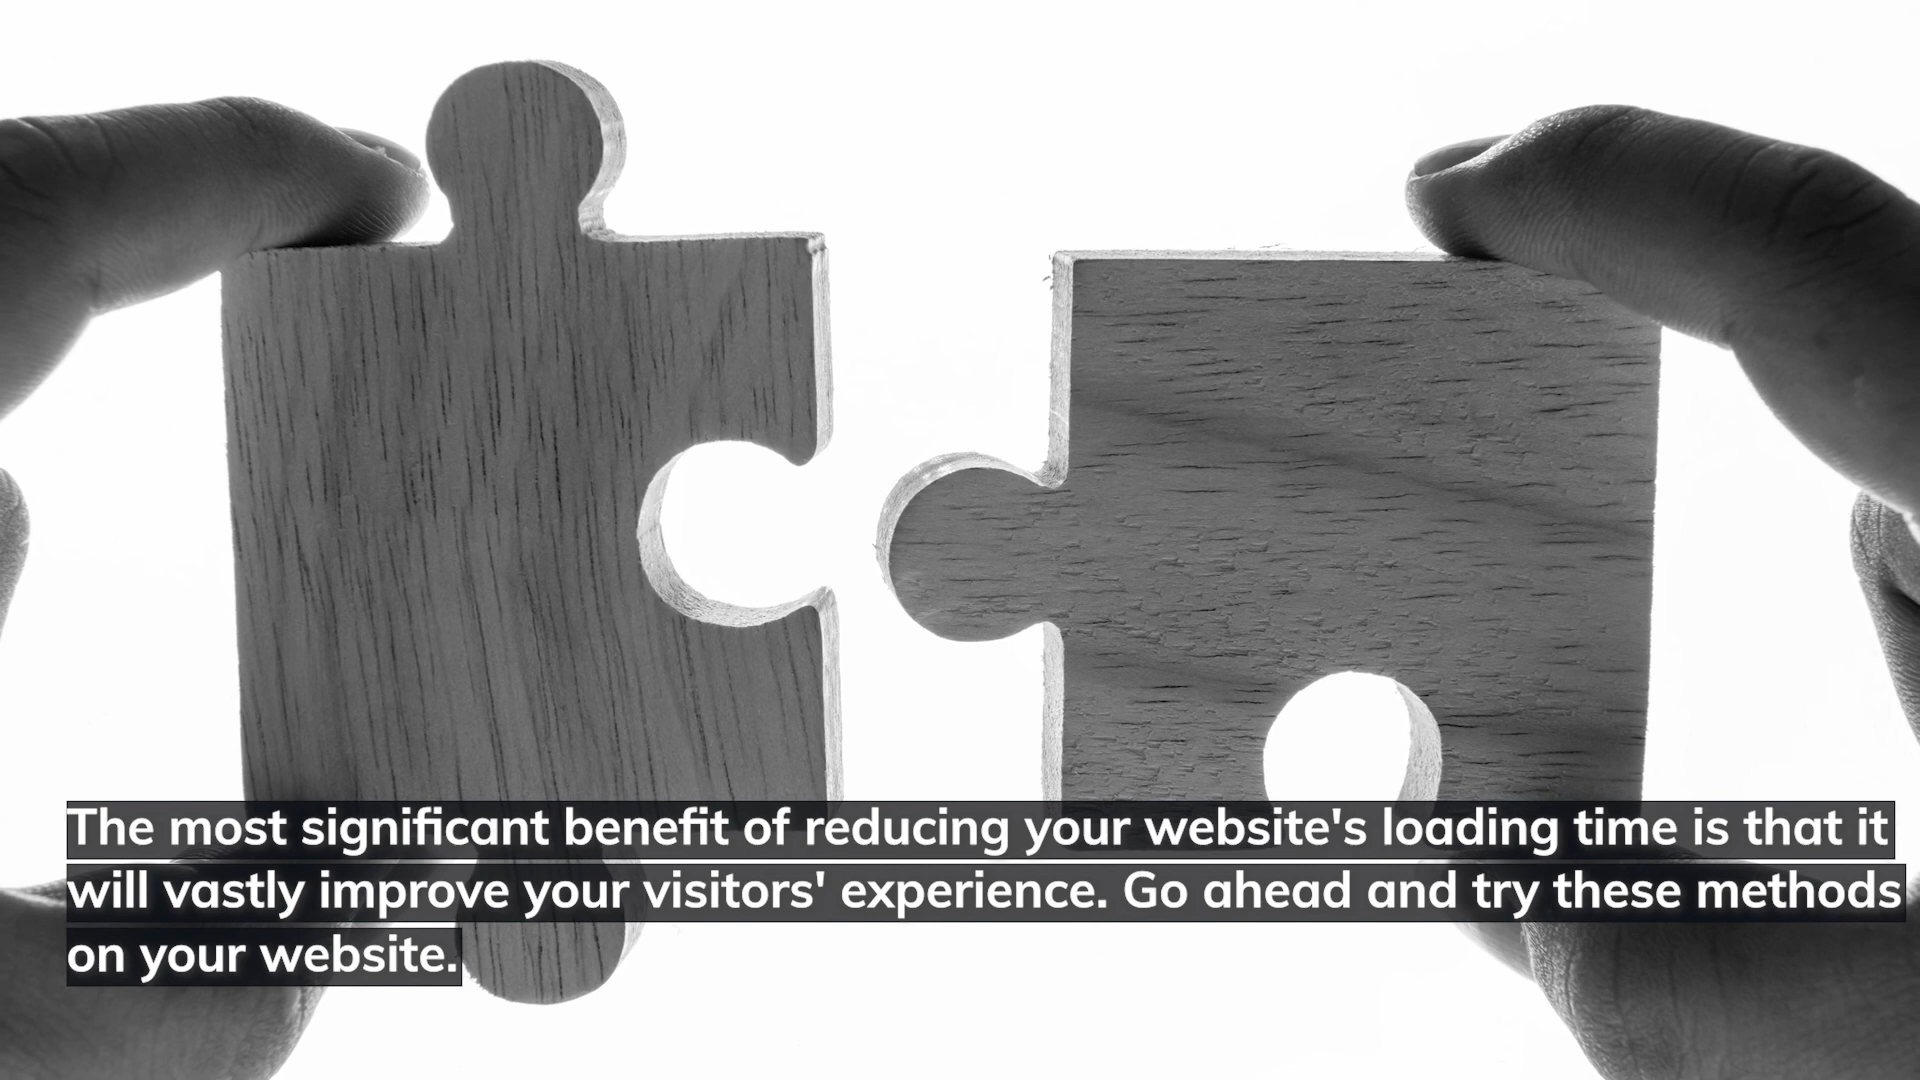 The most significant benefit of reducing your website's loading time is that it
will vastly improve your visitors' experience. Go ahead and try these methods
on your website.